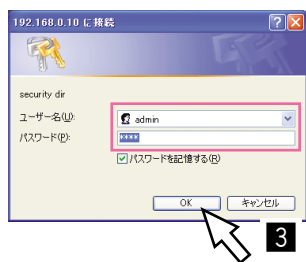 192.168.0.10 に接続
security dir
ユーザー名(U):
admin
パスワード(P):
****
パスワードを記憶する(R)
OK
キャンセル
3